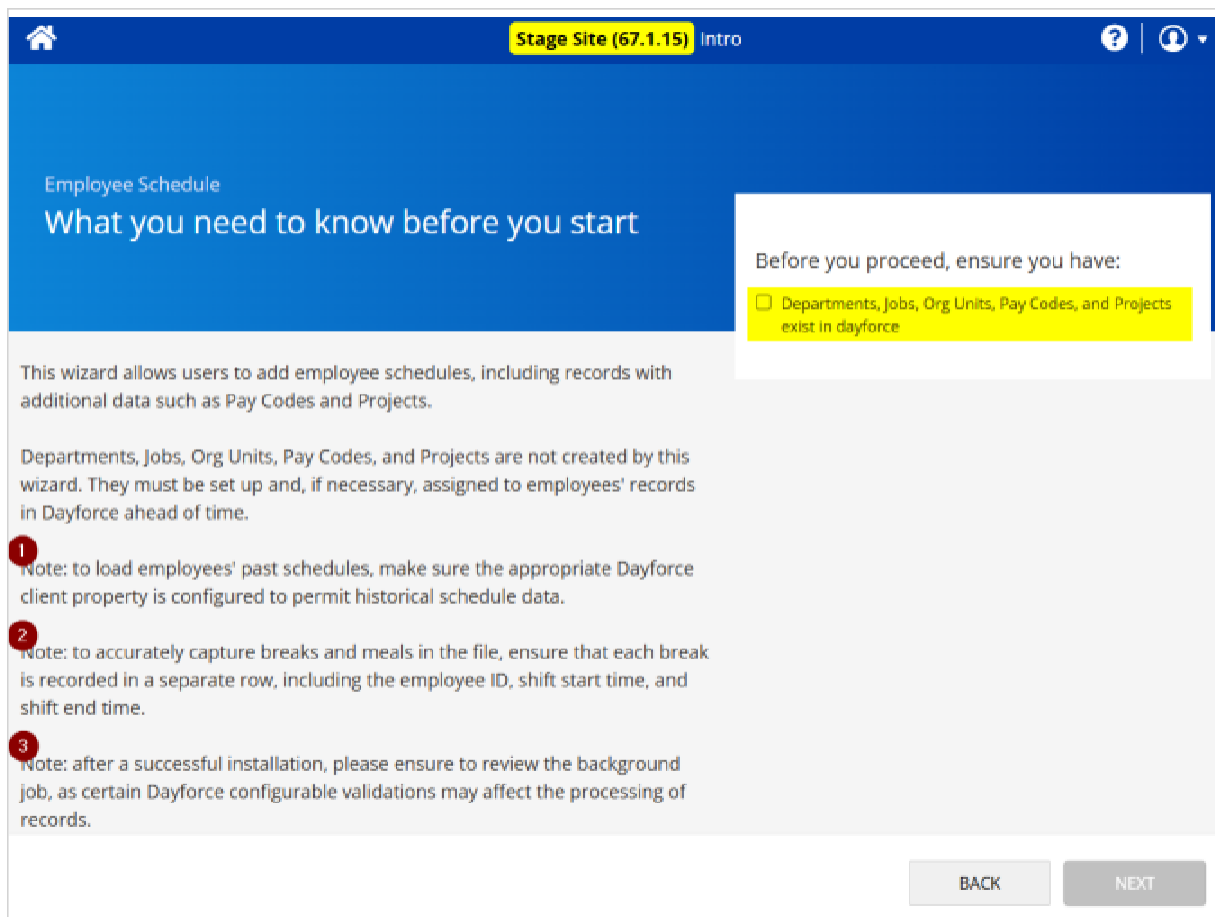 Stage Site (67.1.15) Intro
?
Employee Schedule
What you need to know before you start
Before you proceed, ensure you have:
Departments, Jobs, Org Units, Pay Codes, and Projects
exist in dayforce
This wizard allows users to add employee schedules, including records with
additional data such as Pay Codes and Projects.
Departments, Jobs, Org Units, Pay Codes, and Projects are not created by this
wizard. They must be set up and, if necessary, assigned to employees' records
in Dayforce ahead of time.
1
Note: to load employees' past schedules, make sure the appropriate Dayforce
client property is configured to permit historical schedule data.
2
Note: to accurately capture breaks and meals in the file, ensure that each break
is recorded in a separate row, including the employee ID, shift start time, and
shift end time.
3
Note: after a successful installation, please ensure to review the background
job, as certain Dayforce configurable validations may affect the processing of
records.
BACK
NEXT